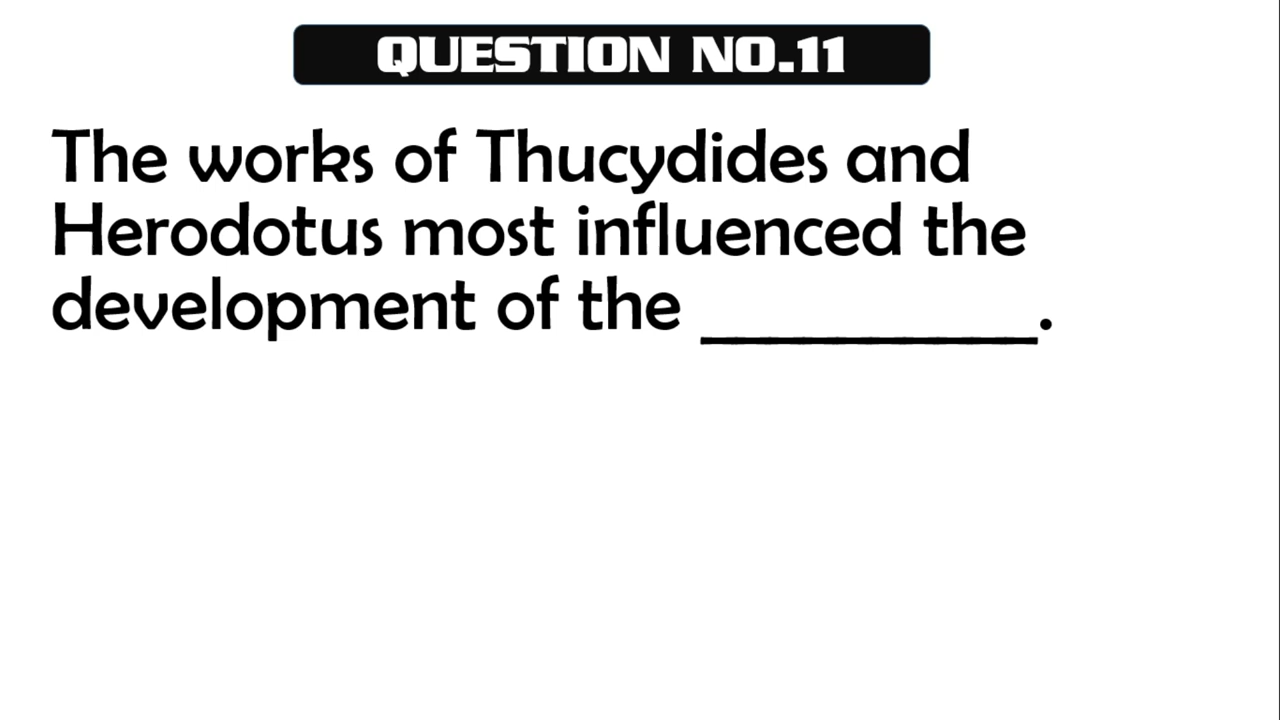 QUESTION NO.11
The works of Thucydides and
Herodotus most influenced the
development of the __________.